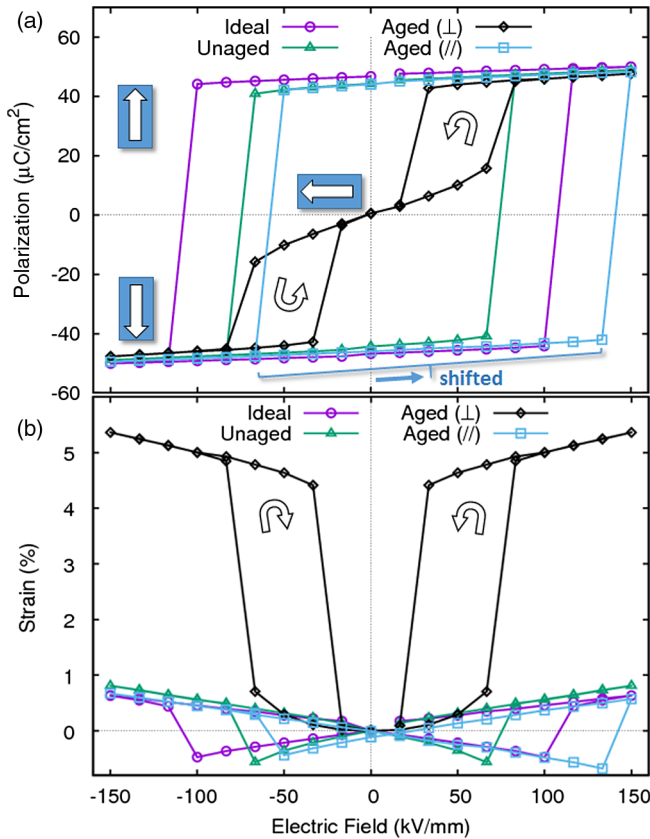 (a)
Ideal
Aged (⊥)
Unaged
Aged (//)
60
40
20
0
-20
-40
-60
Polarization (μC/cm²)
shifted
(b)
Ideal
Aged (⊥)
Unaged
Aged (//)
5
4
3
2
1
0
Strain (%)
-150
-100
-50
0
50
100
150
Electric Field (kV/mm)